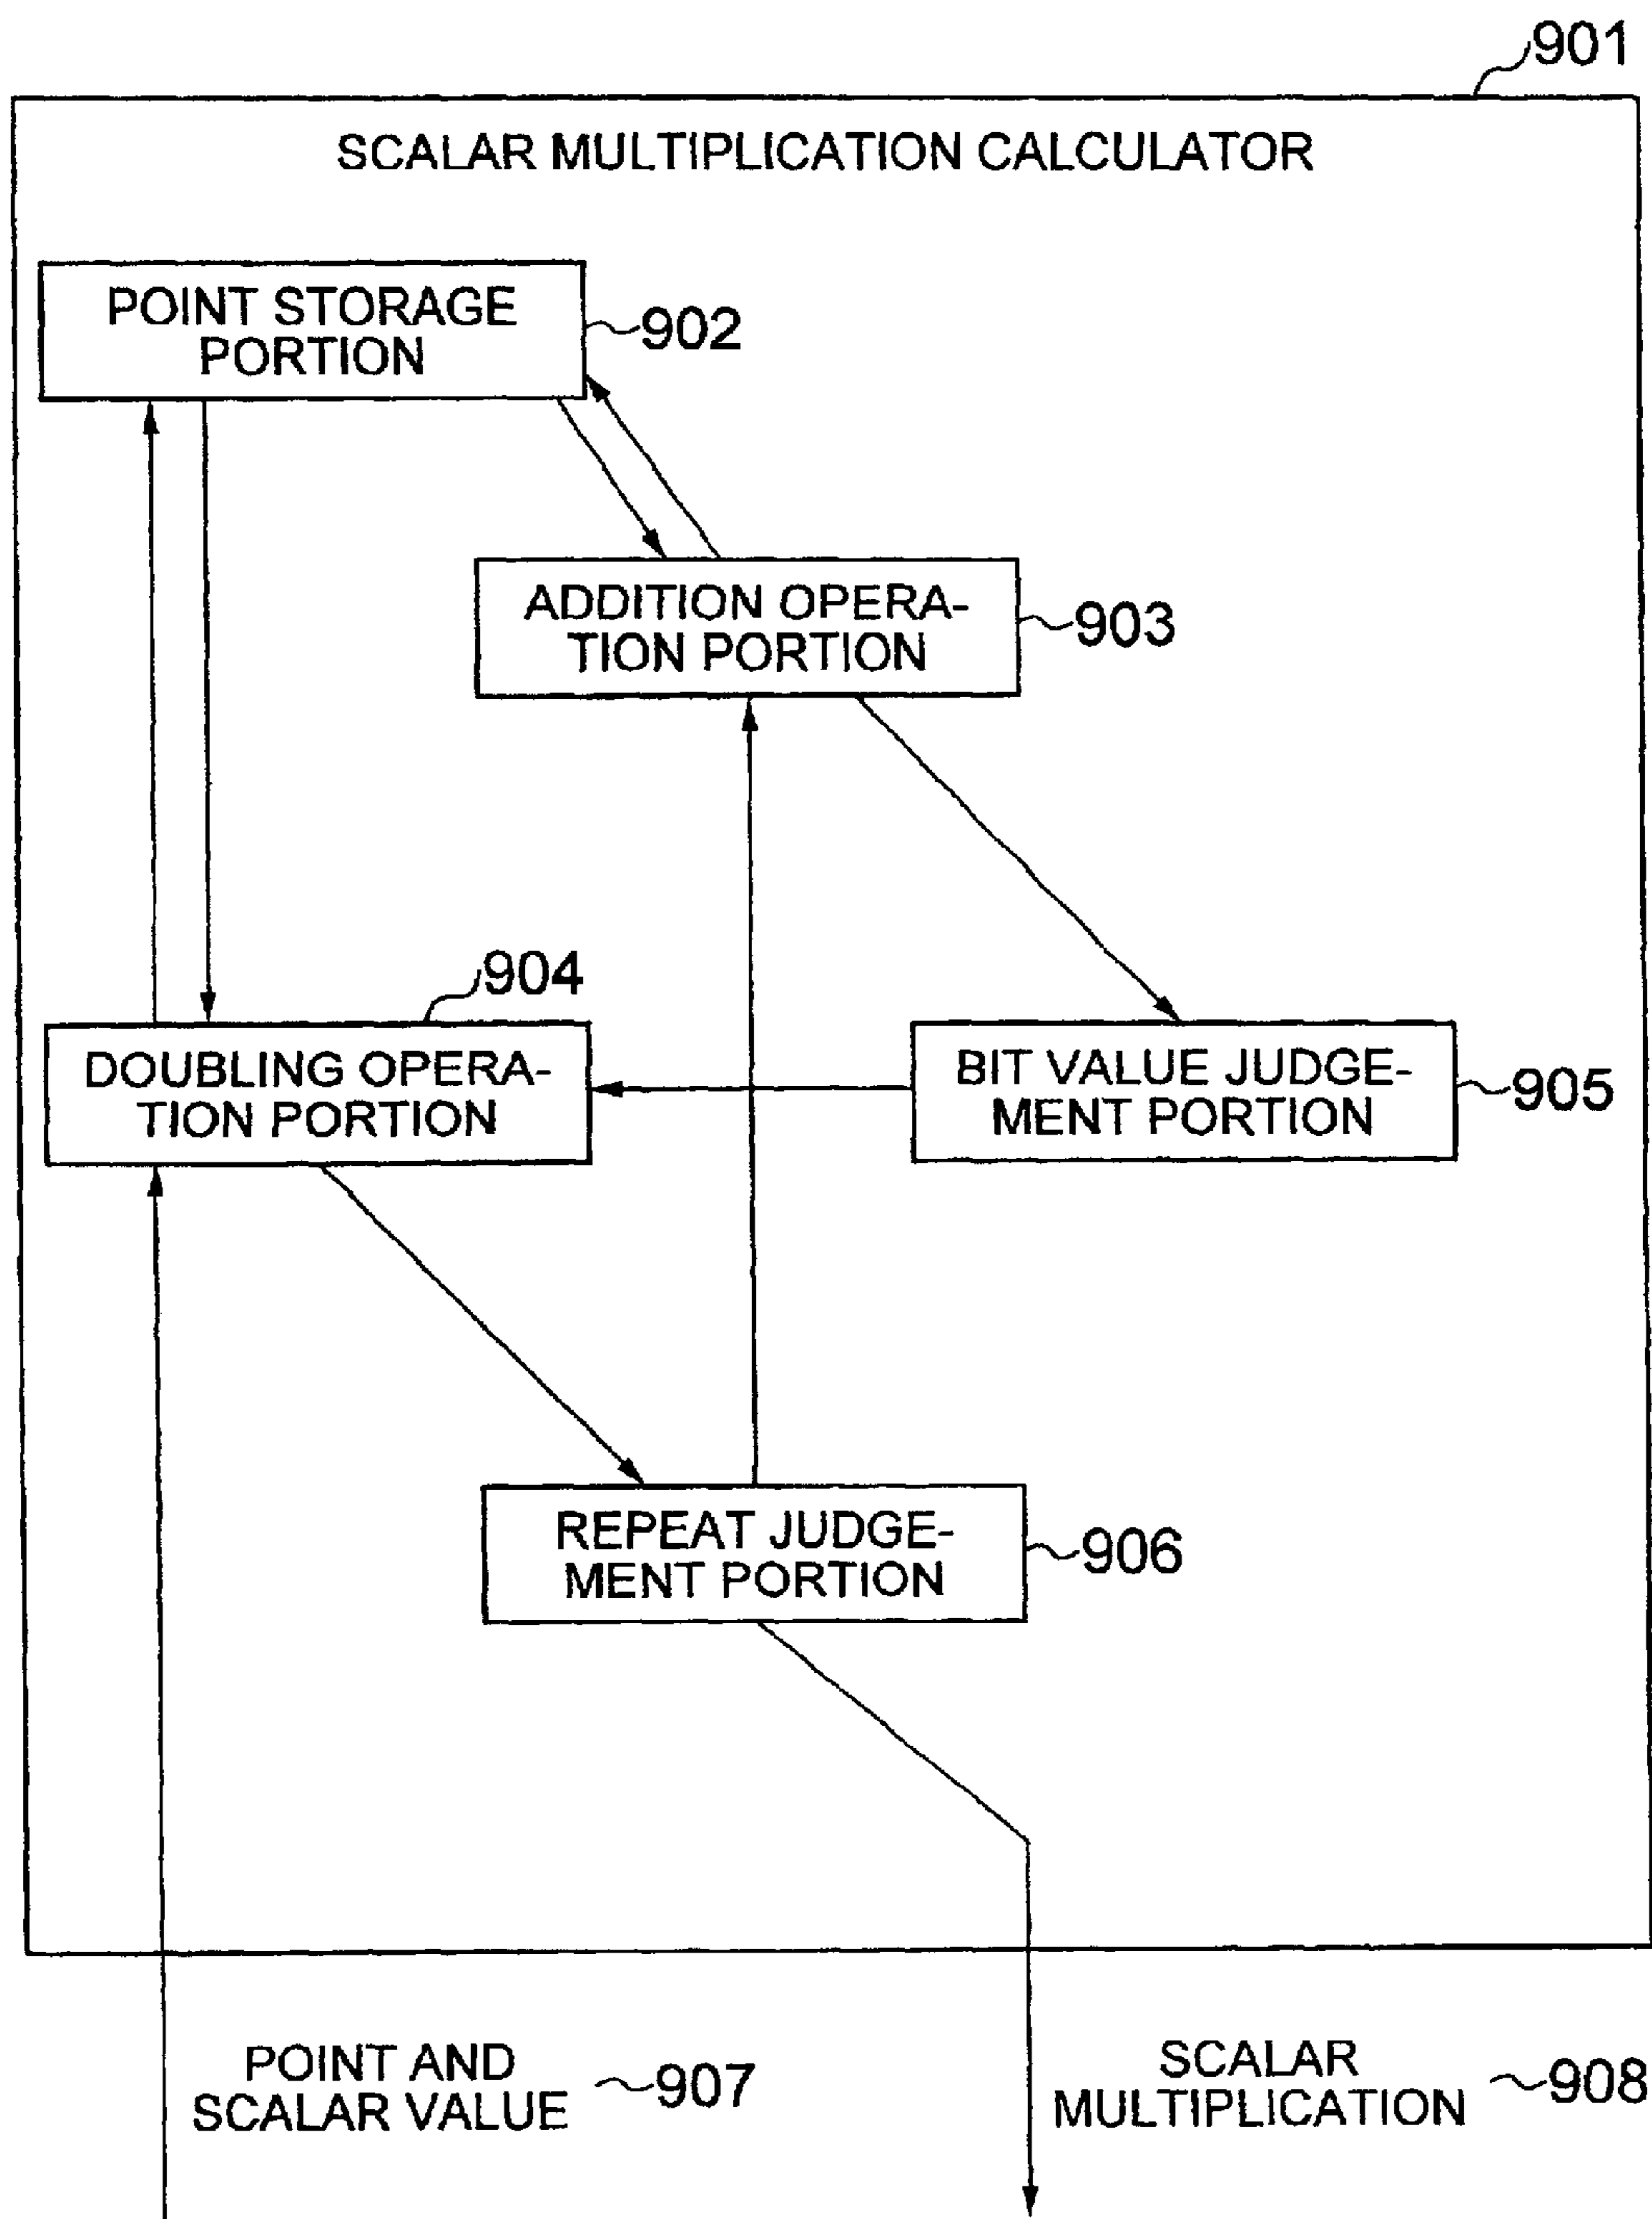 901
SCALAR MULTIPLICATION CALCULATOR
POINT STORAGE
PORTION
902
ADDITION OPERA-
TION PORTION
903
904
DOUBLING OPERA-
TION PORTION
BIT VALUE JUDGE-
MENT PORTION
905
REPEAT JUDGE-
MENT PORTION
906
POINT AND
SCALAR VALUE
907
SCALAR
MULTIPLICATION
908